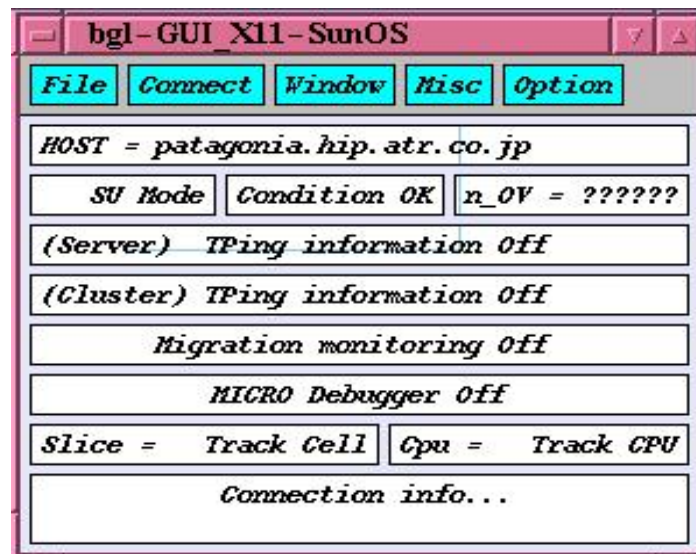 bgl-GUI_X11-SunOS
File Connect Window Misc Option
HOST = patagonia.hip.atr.co.jp
SU Mode Condition OK n_OV = ??????
(Server) TPing information Off
(Cluster) TPing information Off
Migration monitoring Off
MICRO Debugger Off
Slice = Track Cell Cpu = Track CPU
Connection info...